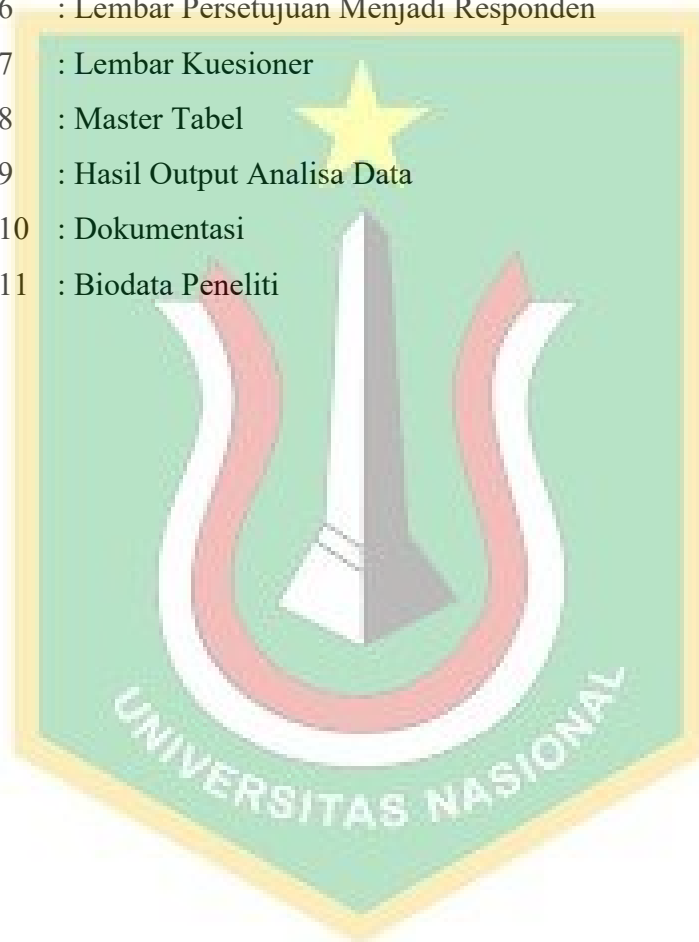 6 : Lembar Persetujuan Menjadi Responden
7 : Lembar Kuesioner
8 : Master Tabel
9 : Hasil Output Analisa Data
10 : Dokumentasi
11 : Biodata Peneliti
UNIVERSITAS NASIONAL